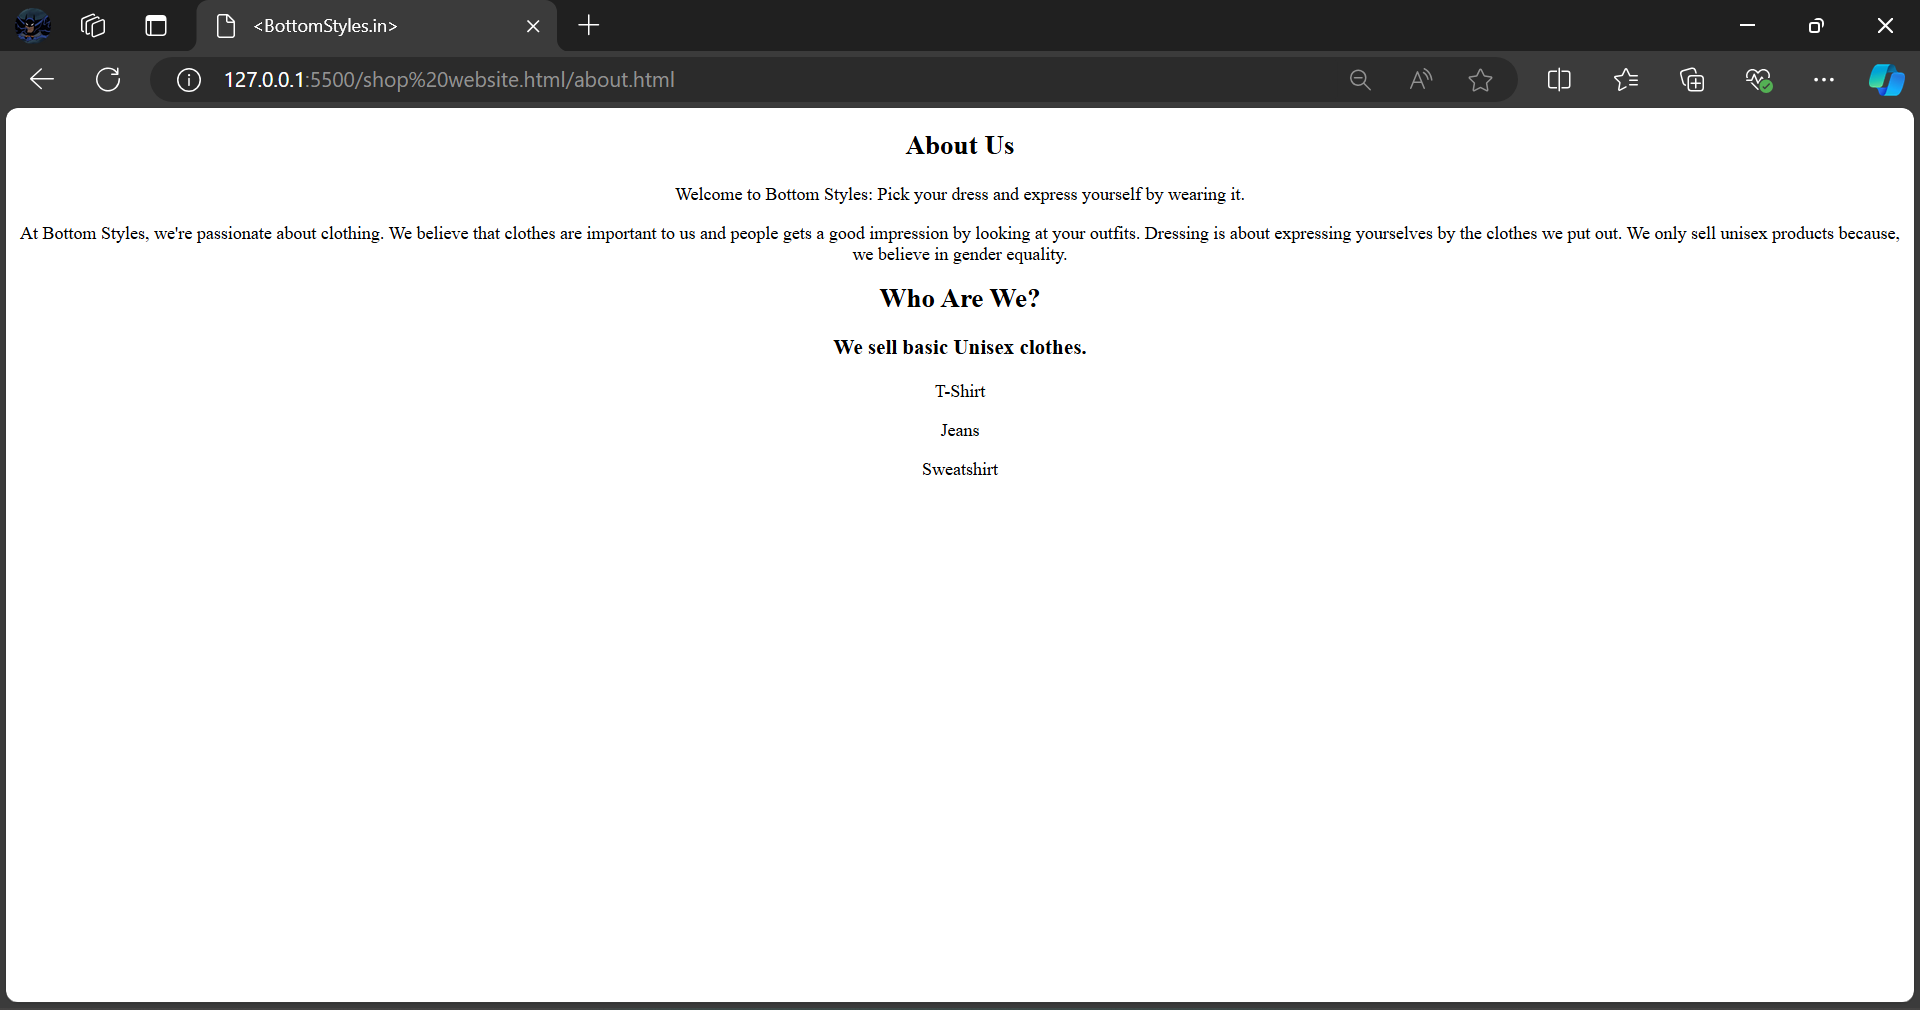 <BottomStyles.in>
127.0.0.1:5500/shop%20website.html/about.html
About Us
Welcome to Bottom Styles: Pick your dress and express yourself by wearing it.
At Bottom Styles, we're passionate about clothing. We believe that clothes are important to us and people gets a good impression by looking at your outfits. Dressing is about expressing yourselves by the clothes we put out. We only sell unisex products because,
we believe in gender equality.
Who Are We?
We sell basic Unisex clothes.
T-Shirt
Jeans
Sweatshirt